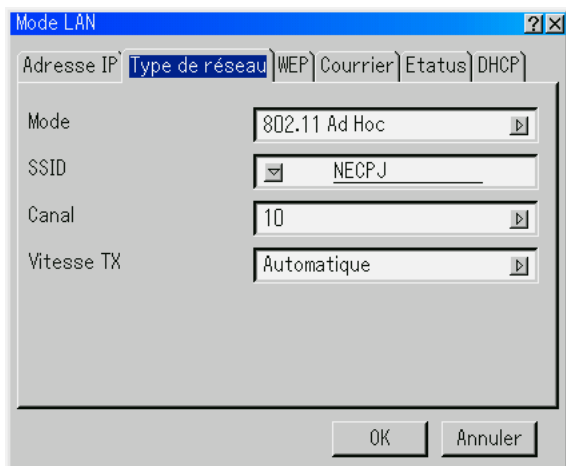 Mode LAN ? X
Adresse IP Type de réseau WEP Courrier Etatus DHCP
Mode 802.11 Ad Hoc
SSID NECPJ
Canal 10
Vitesse TX Automatique
OK Annuler